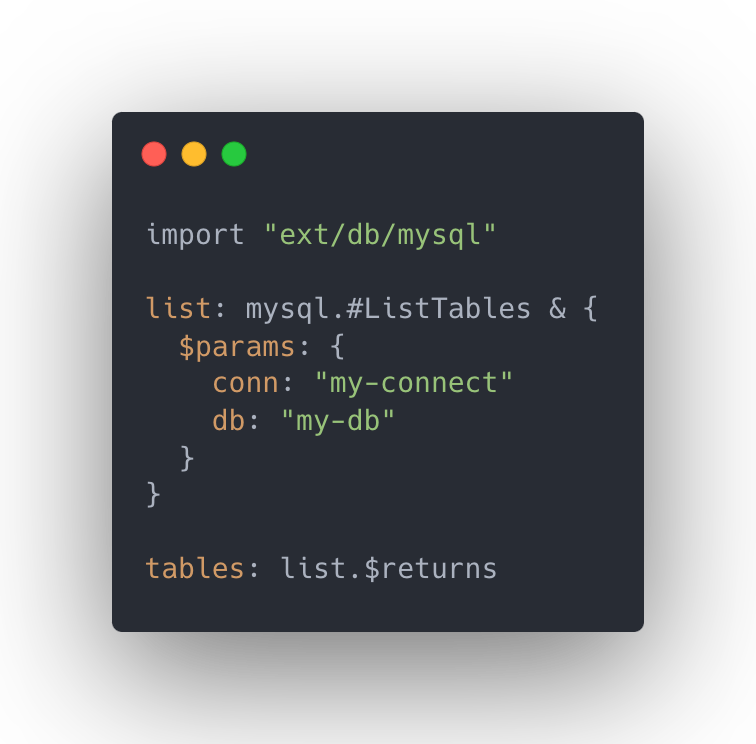 import "ext/db/mysql"
list: mysql.#ListTables & {
  $params: {
    conn: "my-connect"
    db: "my-db"
  }
}
tables: list.$returns